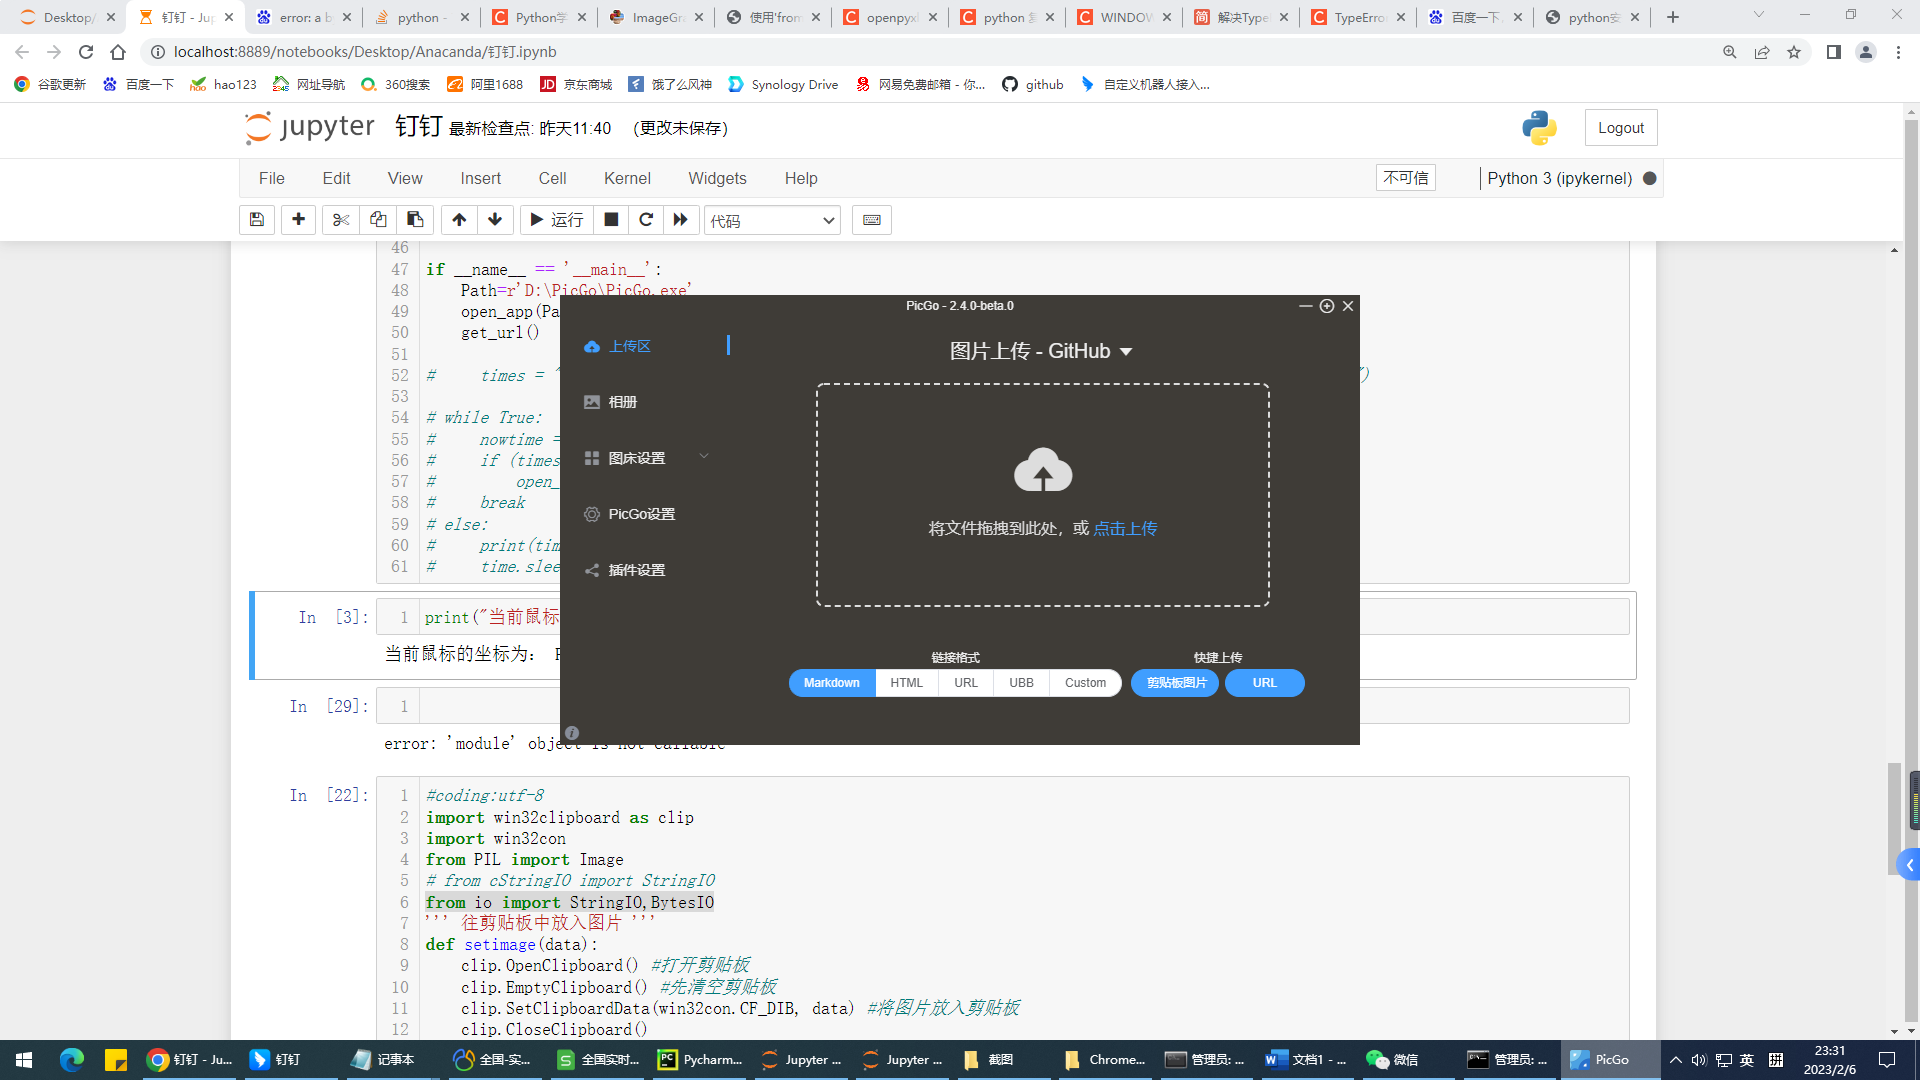 Desktop/
钉钉 - Jup
error: a b
python -
Python学
ImageGra
使用'from
openpyxl
python 复
WINDOW
解决Type
TypeError
百度一下,
python安
localhost:8889/notebooks/Desktop/Anacanda/钉钉.ipynb
谷歌更新
百度一下
hao123
网址导航
360搜索
阿里1688
京东商城
饿了么风神
Synology Drive
网易免费邮箱 - 你...
github
自定义机器人接入...
jupyter 钉钉 最新检查点: 昨天11:40 (更改未保存)
Logout
File Edit View Insert Cell Kernel Widgets Help
不可信
Python 3 (ipykernel)
运行
代码
46
47 if __name__ == '__main__':
48 Path=r'D:\PicGo\PicGo.exe'
49 open_app(Pa
50 get_url()
51
52 # times = " ")
53
54 # while True:
55 # nowtime =
56 # if (times
57 # open_
58 # break
59 # else:
60 # print(tim
61 # time.slee
PicGo - 2.4.0-beta.0
上传区
相册
图床设置
PicGo设置
插件设置
图片上传 - GitHub
将文件拖拽到此处，或 点击上传
链接格式
快捷上传
Markdown HTML URL UBB Custom
剪贴板图片 URL
In [3]: 1 print("当前鼠标
当前鼠标的坐标为： P
In [29]: 1
error: 'module' object is not callable
In [22]: 1 #coding:utf-8
2 import win32clipboard as clip
3 import win32con
4 from PIL import Image
5 # from cStringIO import StringIO
6 from io import StringIO,BytesIO
7 ''' 往剪贴板中放入图片 '''
8 def setimage(data):
9 clip.OpenClipboard() #打开剪贴板
10 clip.EmptyClipboard() #先清空剪贴板
11 clip.SetClipboardData(win32con.CF_DIB, data) #将图片放入剪贴板
12 clip.CloseClipboard()
钉钉 - Ju...
钉钉
记事本
全国-实...
全国实时...
Pycharm...
Jupyter ...
Jupyter ...
截图
Chrome...
管理员: ...
文档1 - ...
微信
管理员: ...
PicGo
英
拼
23:31
2023/2/6